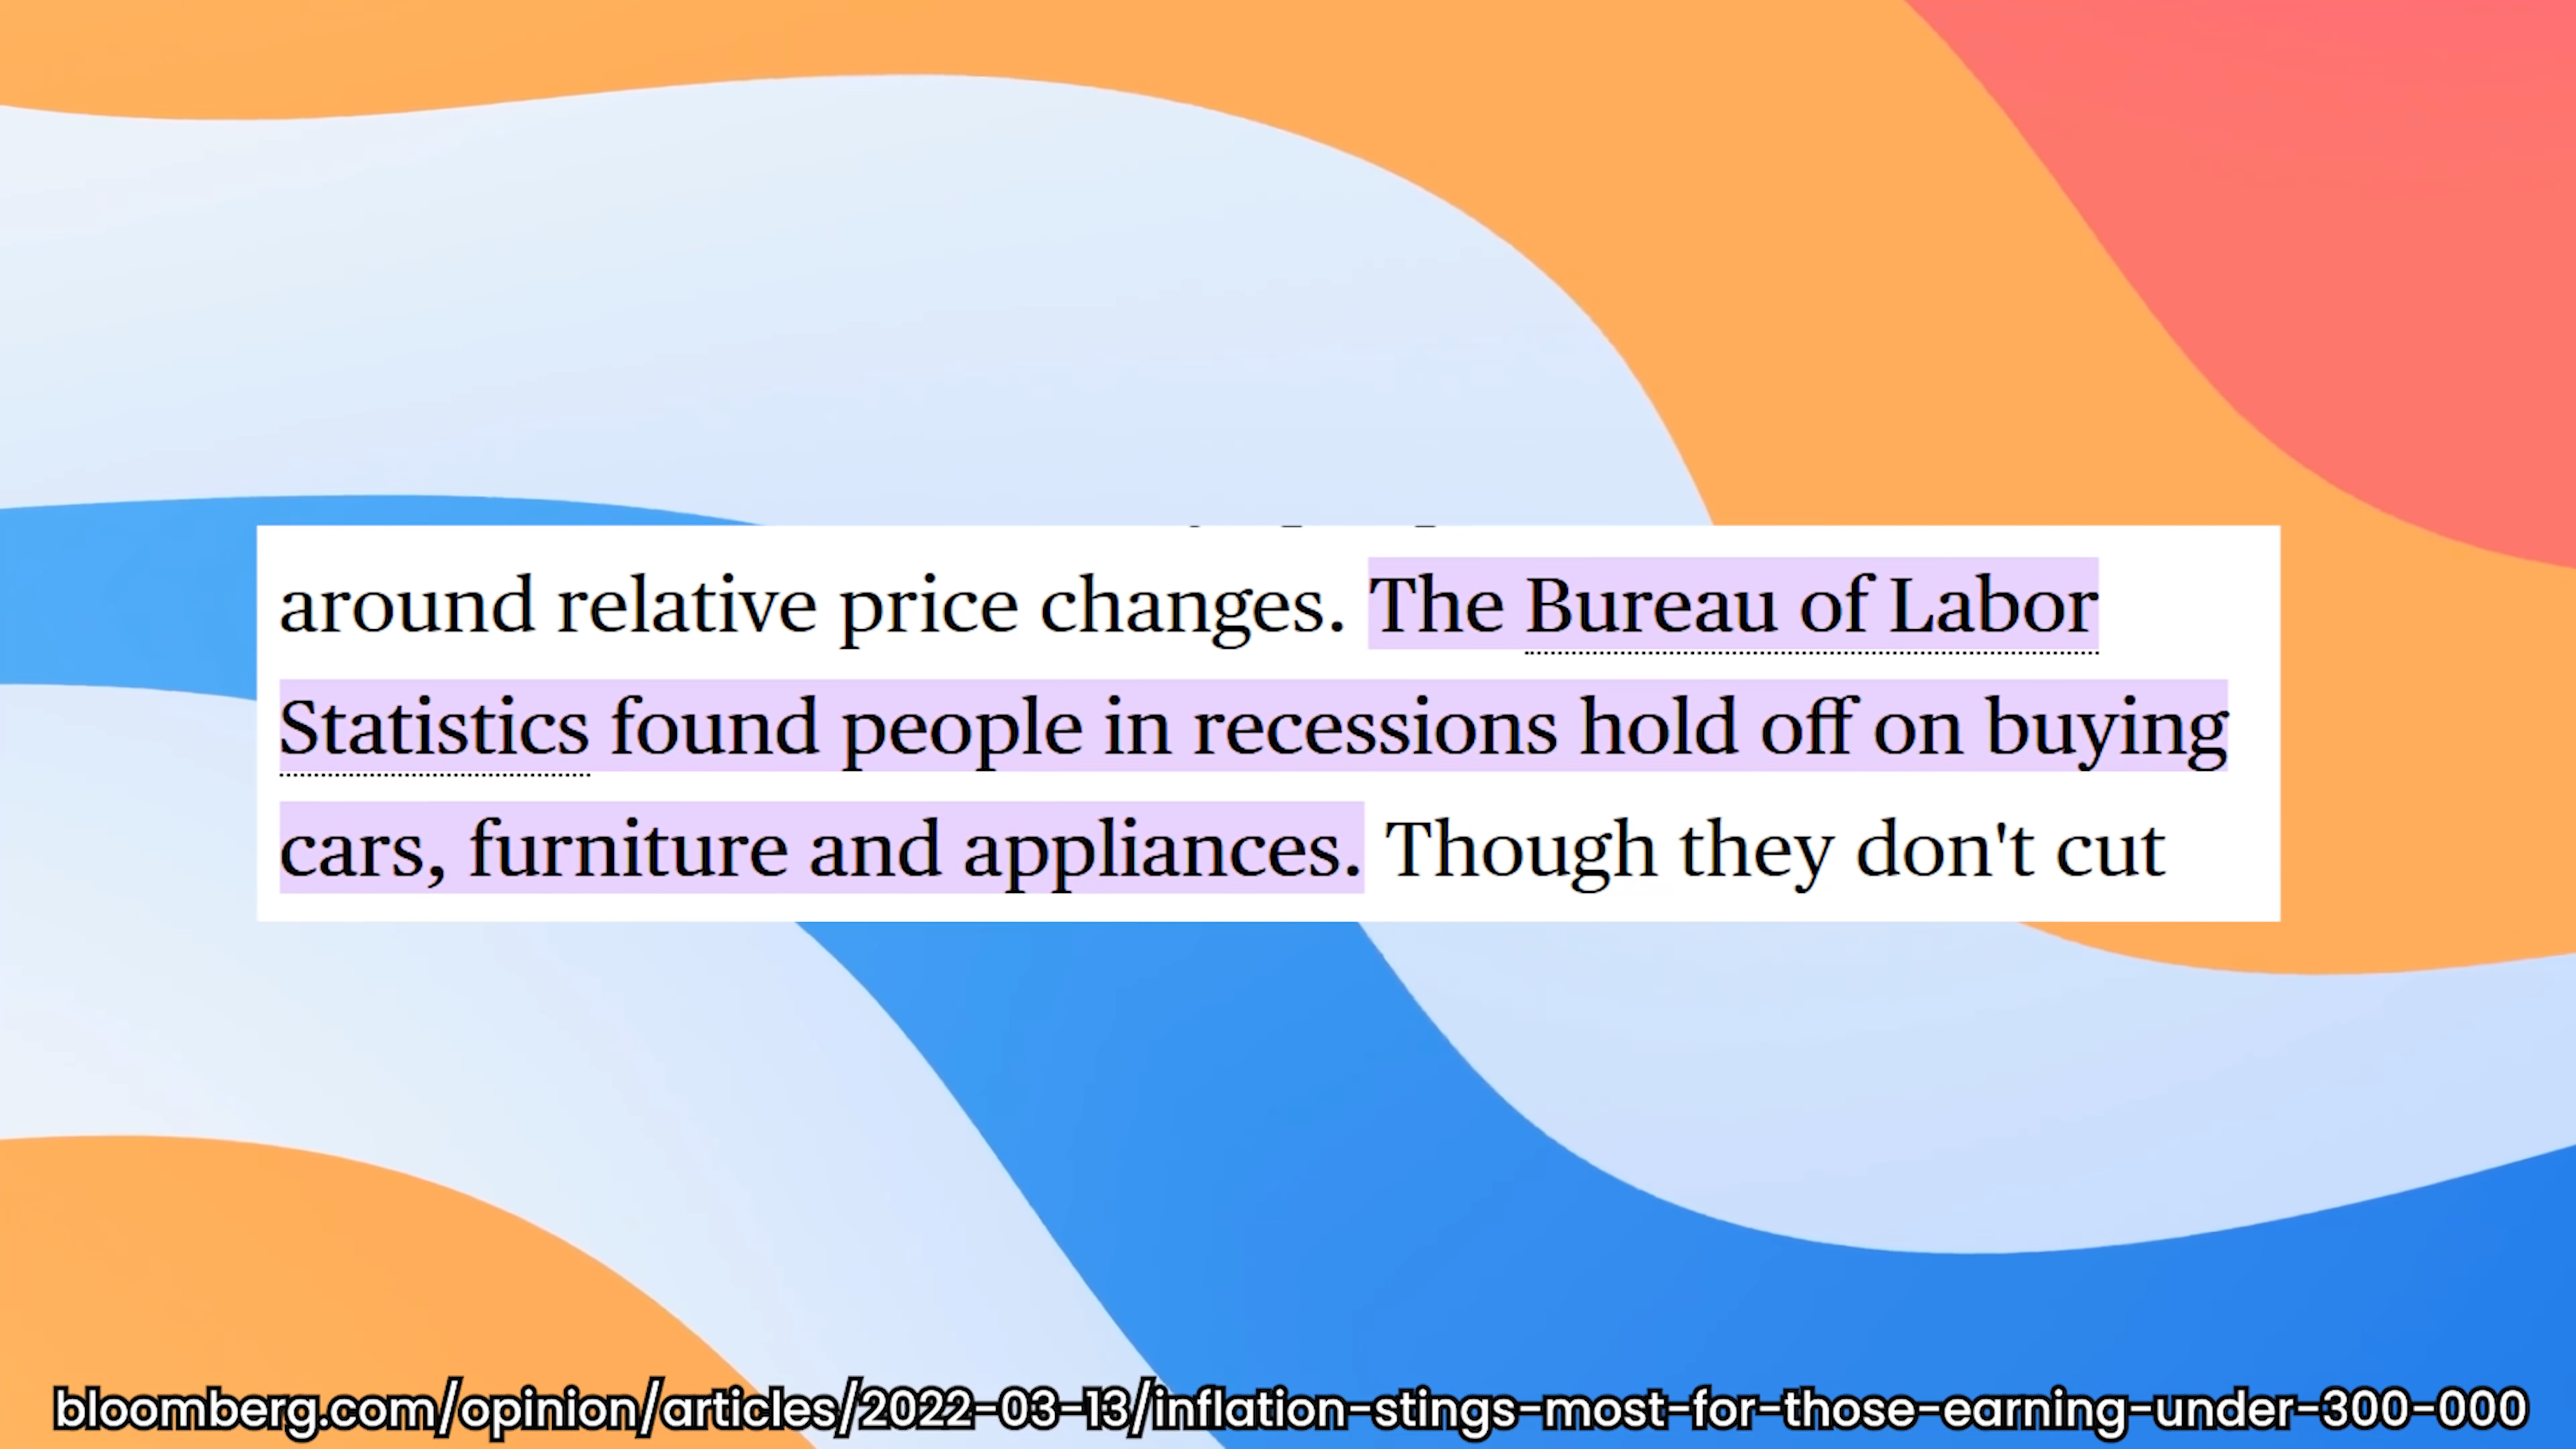 around relative price changes. The Bureau of Labor
Statistics found people in recessions hold off on buying
cars, furniture and appliances. Though they don't cut
bloomberg.com/opinion/articles/2022-03-13/inflation-stings-most-for-those-earning-under-300-000